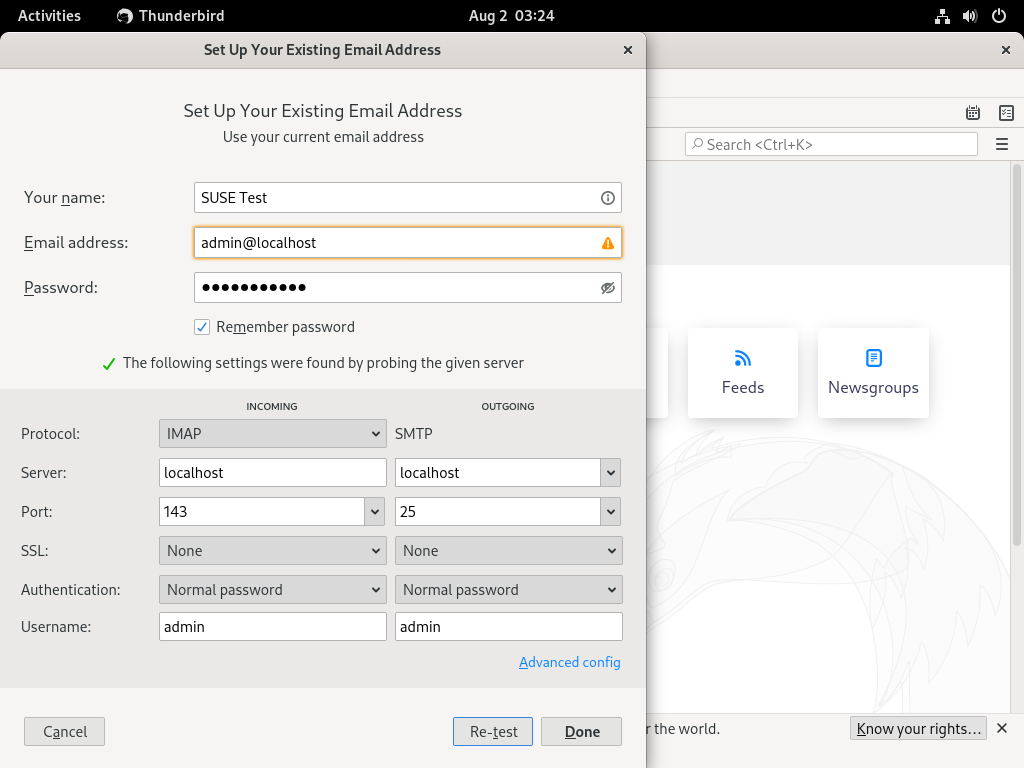 Activities Thunderbird Aug 2 03:24
Set Up Your Existing Email Address
Set Up Your Existing Email Address
Use your current email address
Search <Ctrl+K>
Your name: SUSE Test
Email address: admin@localhost
Password: ●●●●●●●●●●●
Remember password
The following settings were found by probing the given server
Feeds Newsgroups
INCOMING OUTGOING
Protocol: IMAP SMTP
Server: localhost localhost
Port: 143 25
SSL: None None
Authentication: Normal password Normal password
Username: admin admin
Advanced config
Cancel Re-test Done
r the world. Know your rights...